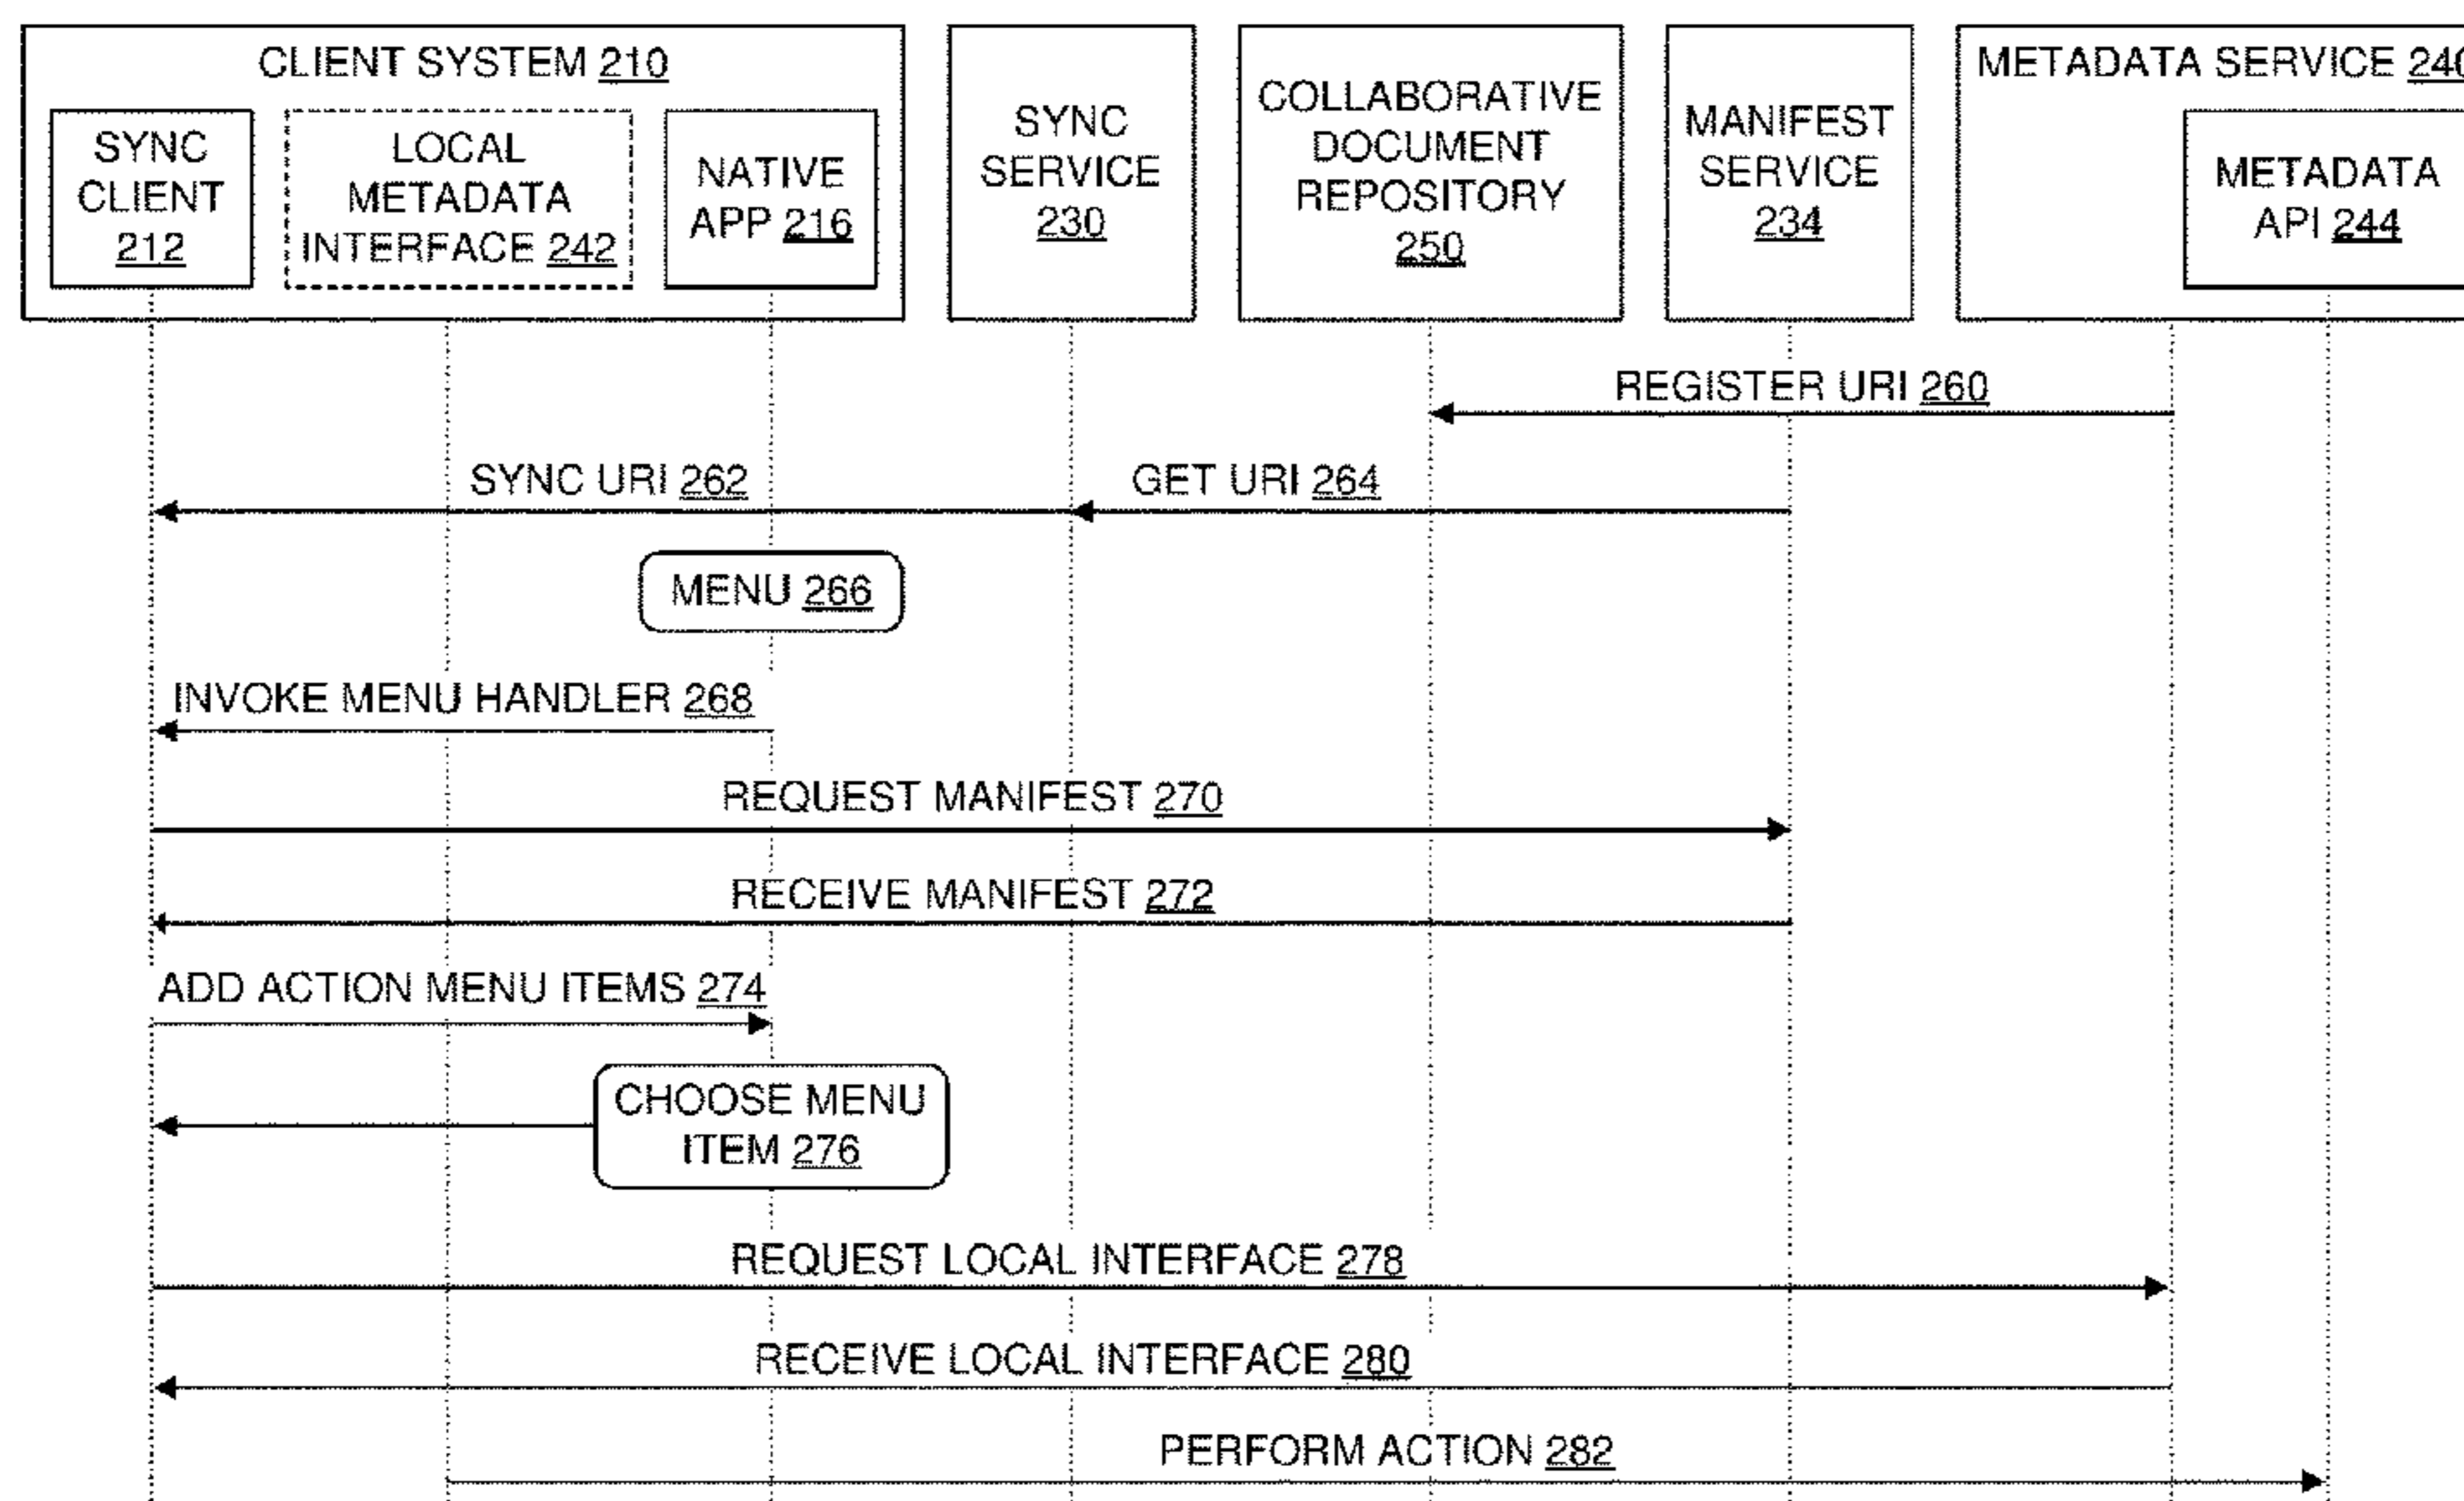 CLIENT SYSTEM 210
SYNC
CLIENT
212
LOCAL
METADATA
INTERFACE 242
NATIVE
APP 216
SYNC
SERVICE
230
COLLABORATIVE
DOCUMENT
REPOSITORY
250
MANIFEST
SERVICE
234
METADATA SERVICE 240
METADATA
API 244
REGISTER URI 260
SYNC URI 262
GET URI 264
MENU 266
INVOKE MENU HANDLER 268
REQUEST MANIFEST 270
RECEIVE MANIFEST 272
ADD ACTION MENU ITEMS 274
CHOOSE MENU
ITEM 276
REQUEST LOCAL INTERFACE 278
RECEIVE LOCAL INTERFACE 280
PERFORM ACTION 282